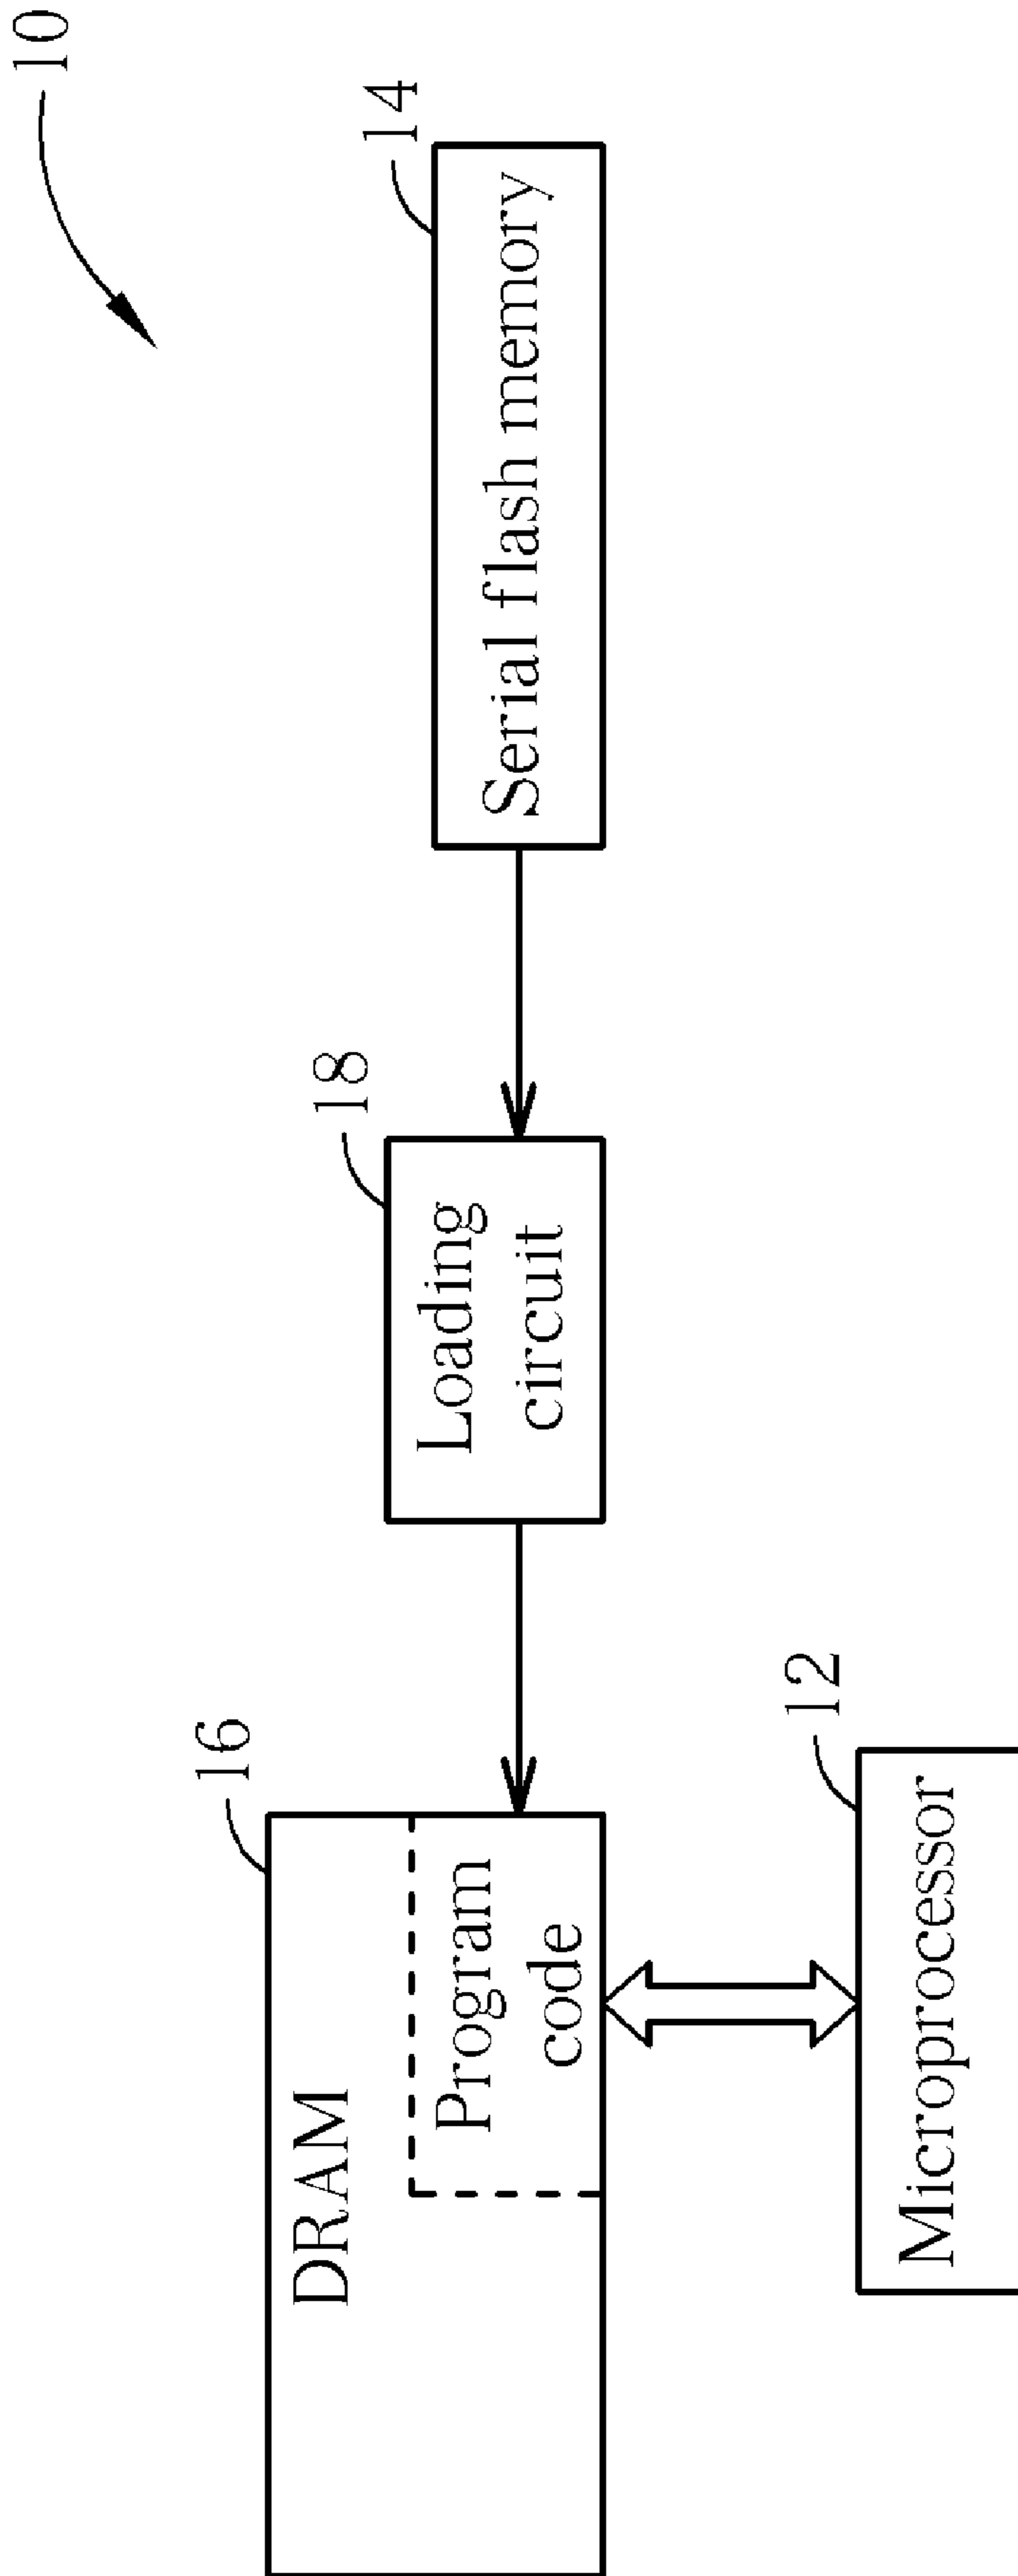 10
DRAM
16
Program
code
18
Loading
circuit
14
Serial flash memory
12
Microprocessor